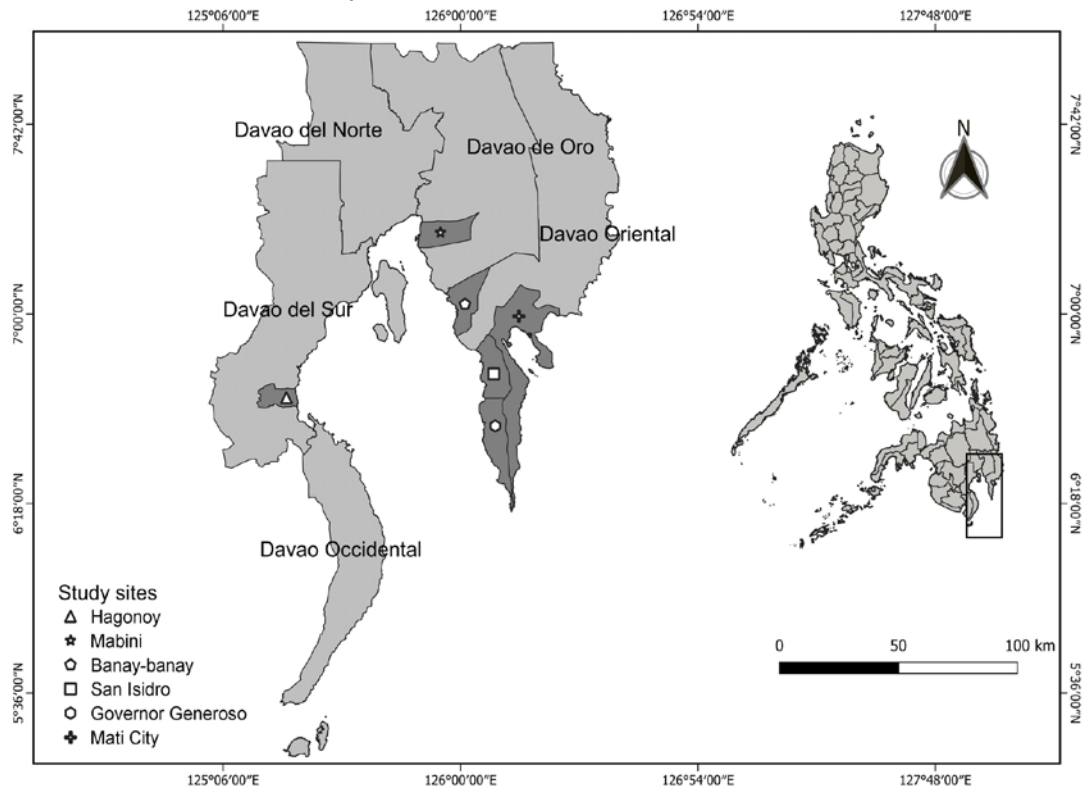 125°06'00"E 126°00'00"E 126°54'00"E 127°48'00"E
7°42'00"N
7°00'00"N
6°18'00"N
5°36'00"N
Davao del Norte
Davao de Oro
Davao Oriental
Davao del Sur
Davao Occidental
N
7°42'00"N
7°00'00"N
6°18'00"N
5°36'00"N
Study sites
Hagonoy
Mabini
Banay-banay
San Isidro
Governor Generoso
Mati City
0 50 100 km
125°06'00"E 126°00'00"E 126°54'00"E 127°48'00"E